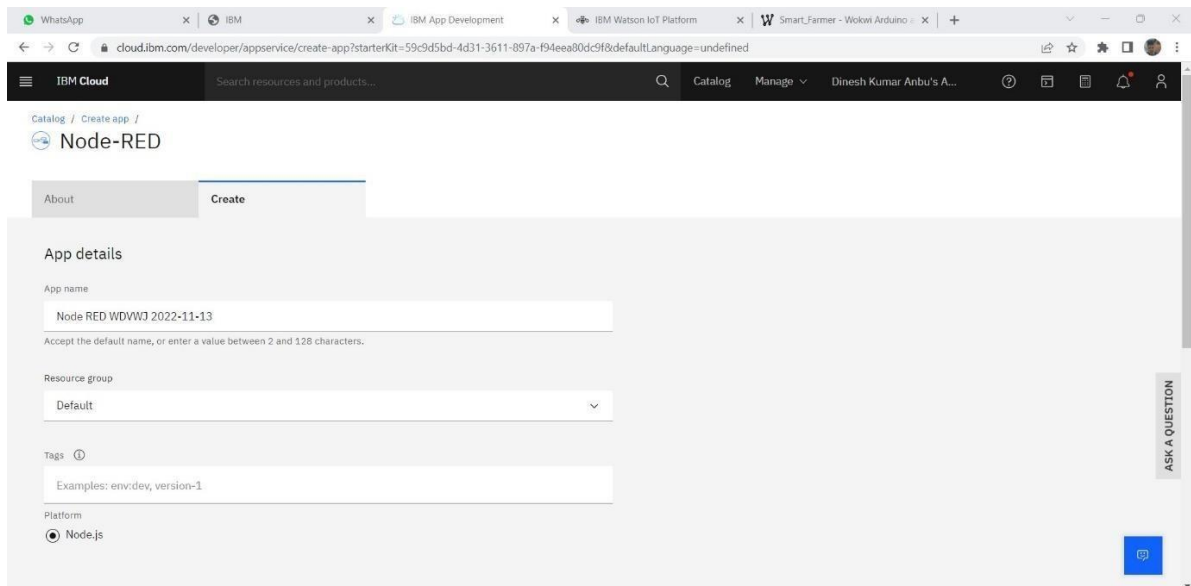 WhatsApp
IBM
IBM App Development
IBM Watson IoT Platform
Smart_Farmer - Wokwi Arduino
cloud.ibm.com/developer/appservice/create-app?starterKit=59c9d5bd-4d31-3611-897a-f94eea80dc9f&defaultLanguage=undefined
IBM Cloud
Search resources and products...
Catalog
Manage
Dinesh Kumar Anbu's A...
Catalog / Create app /
Node-RED
About
Create
App details
App name
Node RED WDVWJ 2022-11-13
Accept the default name, or enter a value between 2 and 128 characters.
Resource group
Default
Tags
Examples: env:dev, version-1
Platform
Node.js
ASK A QUESTION